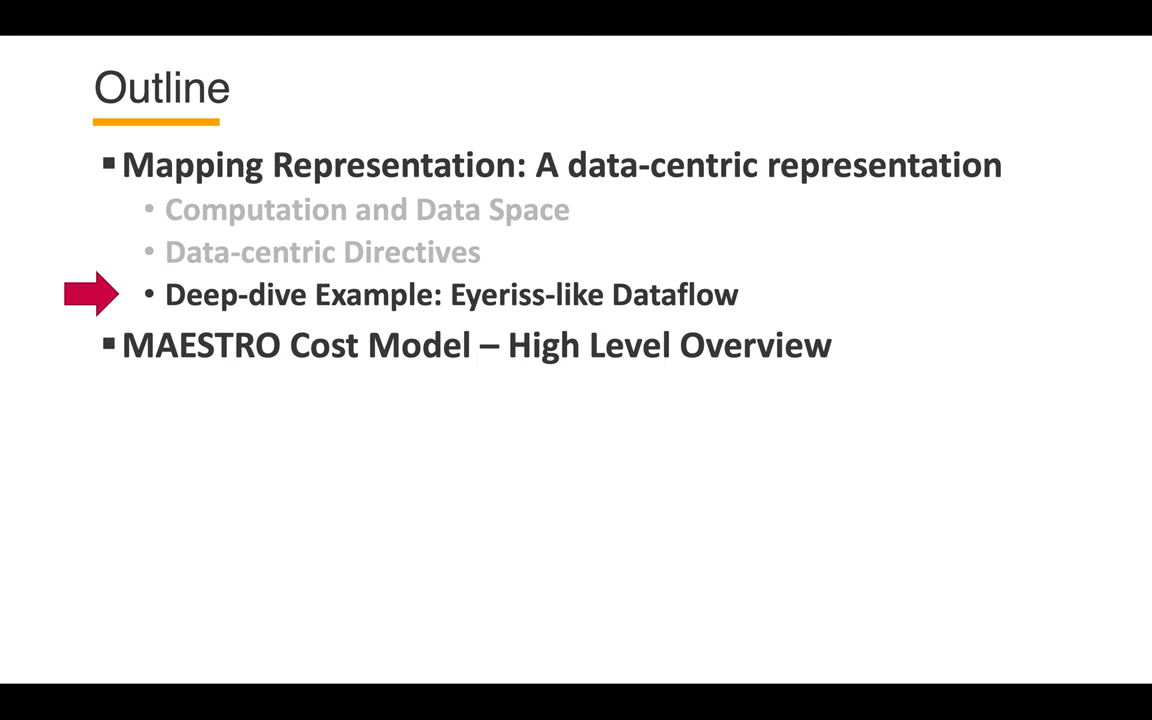 Outline
▪ Mapping Representation: A data-centric representation
• Computation and Data Space
• Data-centric Directives
• Deep-dive Example: Eyeriss-like Dataflow
▪ MAESTRO Cost Model – High Level Overview